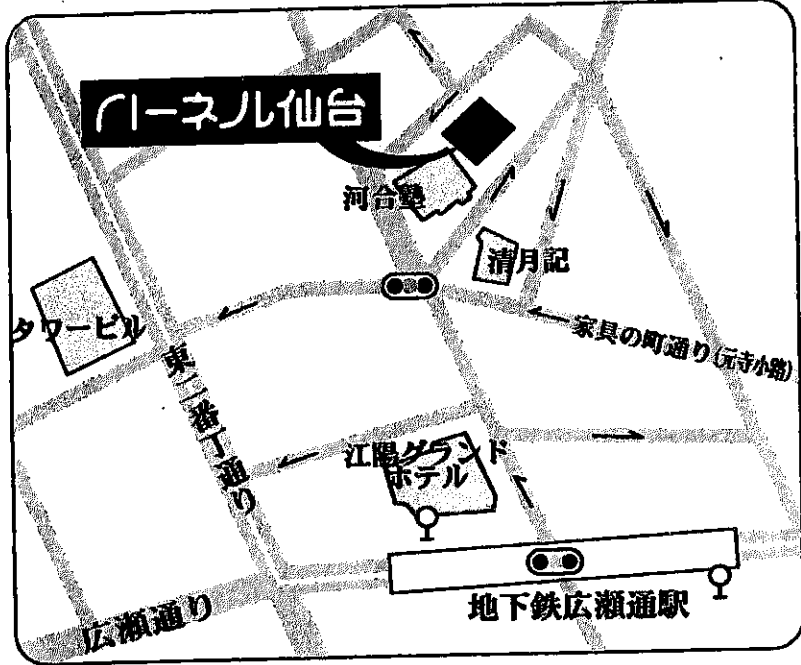 ハーネル仙台
河合塾
清月記
タワービル
家具の町通り(元寺小路)
東二番丁通り
江陽グランド
ホテル
地下鉄広瀬通駅
広瀬通り